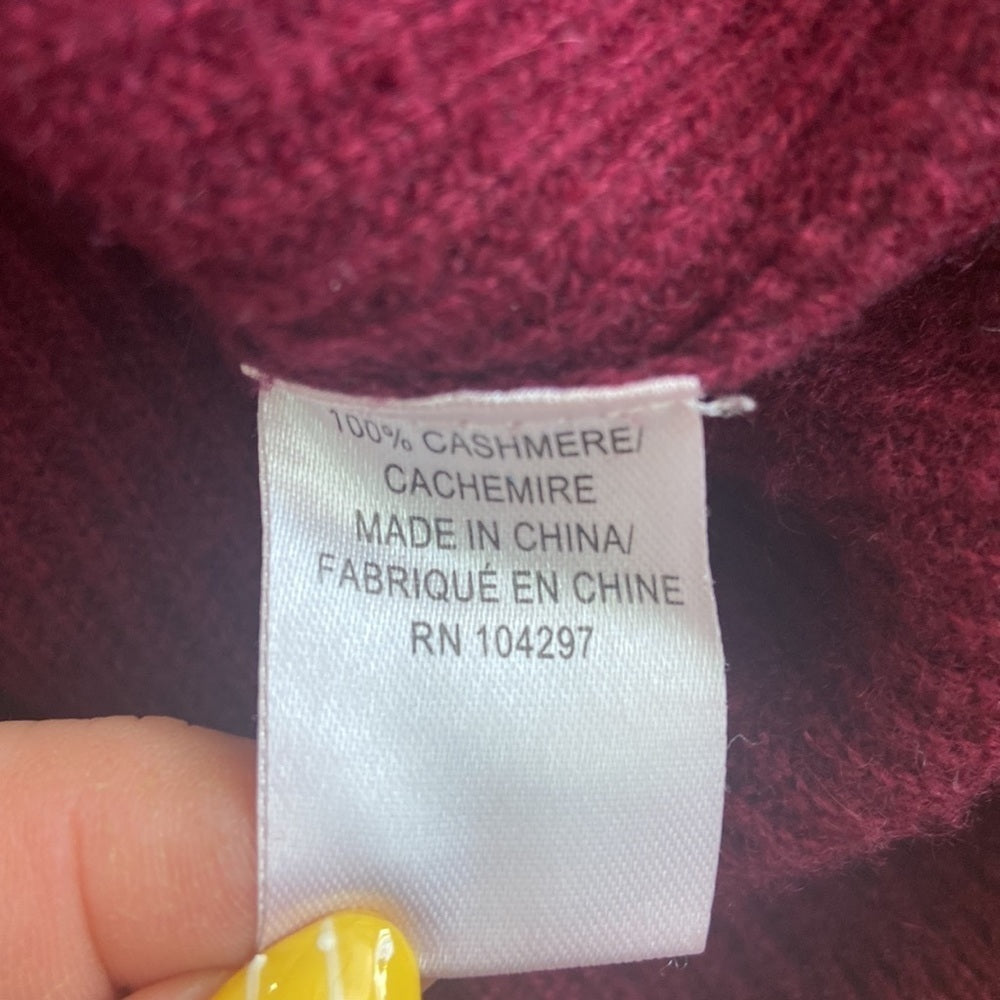 100% CASHMERE/
CACHEMIRE
MADE IN CHINA/
FABRIQUÉ EN CHINE
RN 104297